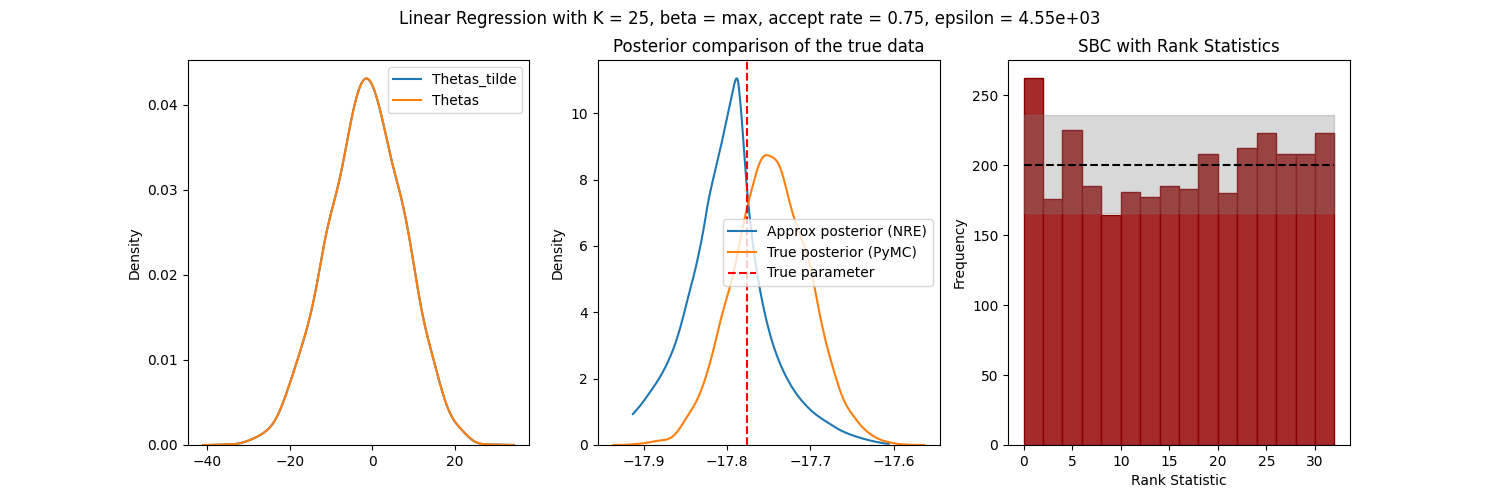 Linear Regression with K = 25, beta = max, accept rate = 0.75, epsilon = 4.55e+03
Posterior comparison of the true data
SBC with Rank Statistics
Density
0.00
0.01
0.02
0.03
0.04
−40
−20
0
20
Thetas_tilde
Thetas
Density
0
2
4
6
8
10
−17.9
−17.8
−17.7
−17.6
Approx posterior (NRE)
True posterior (PyMC)
True parameter
Frequency
0
50
100
150
200
250
0
5
10
15
20
25
30
Rank Statistic